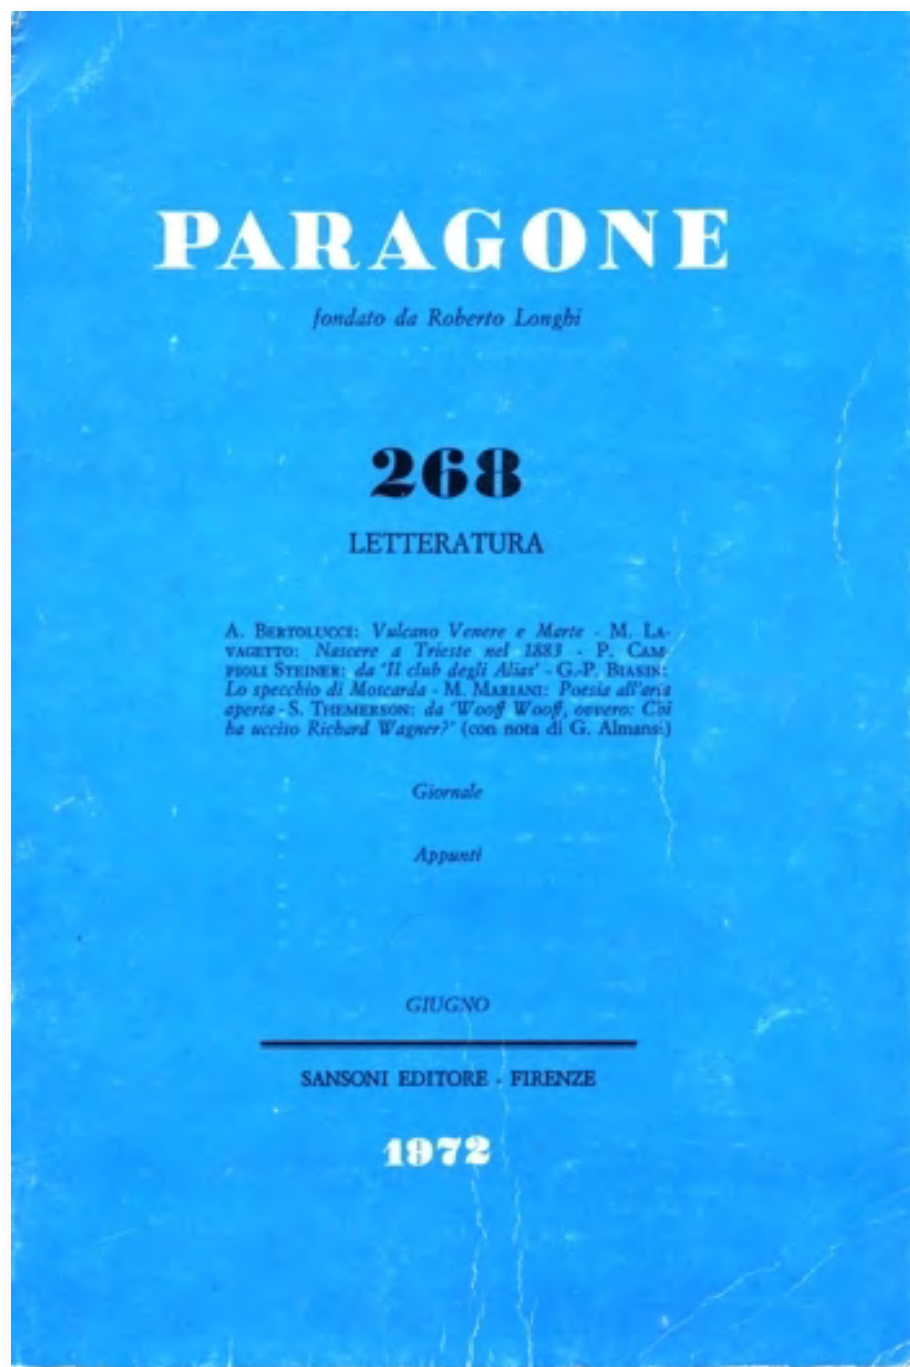 PARAGONE
fondato da Roberto Longhi
268
LETTERATURA
A. BERTOLUCCI: Vulcano Venere e Marte - M. LA-
VAGETTO: Nascere a Trieste nel 1883 - P. CAM-
PIOLI STEINER: da 'Il club degli Alias' - G.-P. BIASIN:
Lo specchio di Moscarda - M. MARIANI: Poesia all'aria
aperta - S. THEMERSON: da 'Wooff Wooff, ovvero: Chi
ha ucciso Richard Wagner?' (con nota di G. Almansi)
Giornale
Appunti
GIUGNO
SANSONI EDITORE - FIRENZE
1972